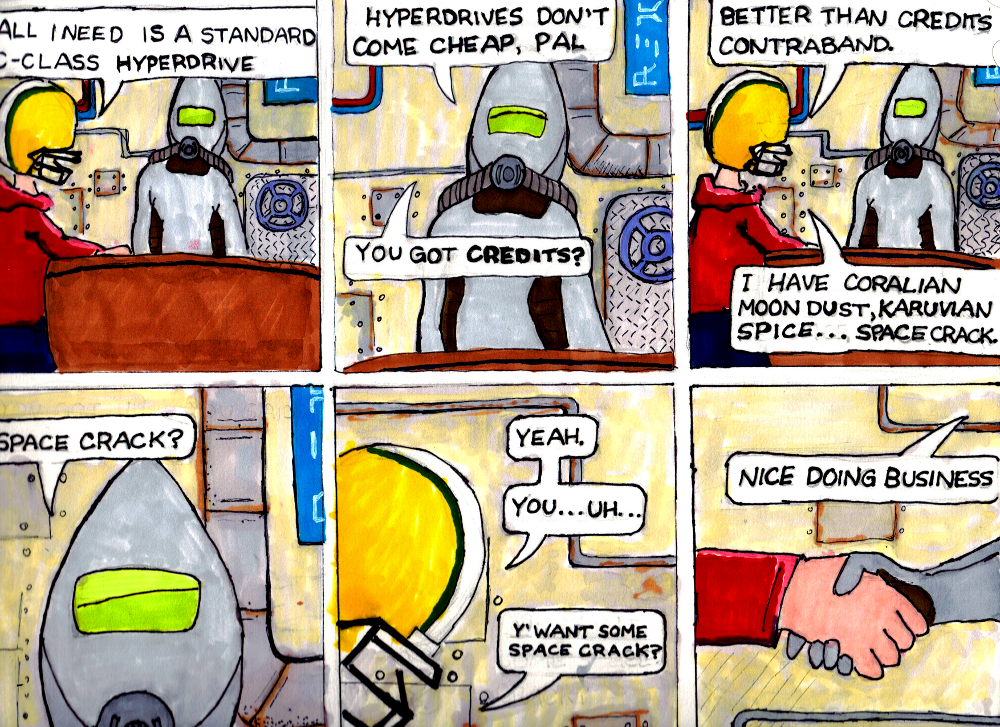 ALL I NEED IS A STANDARD
C-CLASS HYPERDRIVE
HYPERDRIVES DON'T
COME CHEAP, PAL
YOU GOT CREDITS?
BETTER THAN CREDITS
CONTRABAND.
I HAVE CORALIAN
MOON DUST, KARUVIAN
SPICE... SPACE CRACK.
SPACE CRACK?
YEAH.
YOU...UH...
Y'WANT SOME
SPACE CRACK?
NICE DOING BUSINESS